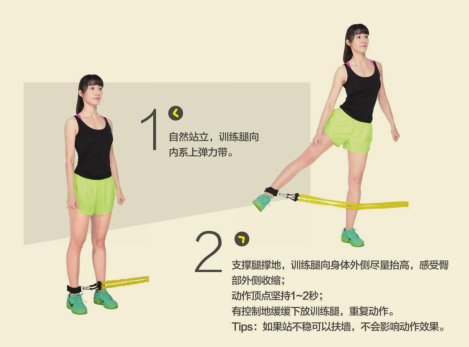 1
自然站立，训练腿向
内系上弹力带。
2
支撑腿撑地，训练腿向身体外侧尽量抬高，感受臀
部外侧收缩；
动作顶点坚持1~2秒；
有控制地缓缓下放训练腿，重复动作。
Tips：如果站不稳可以扶墙，不会影响动作效果。